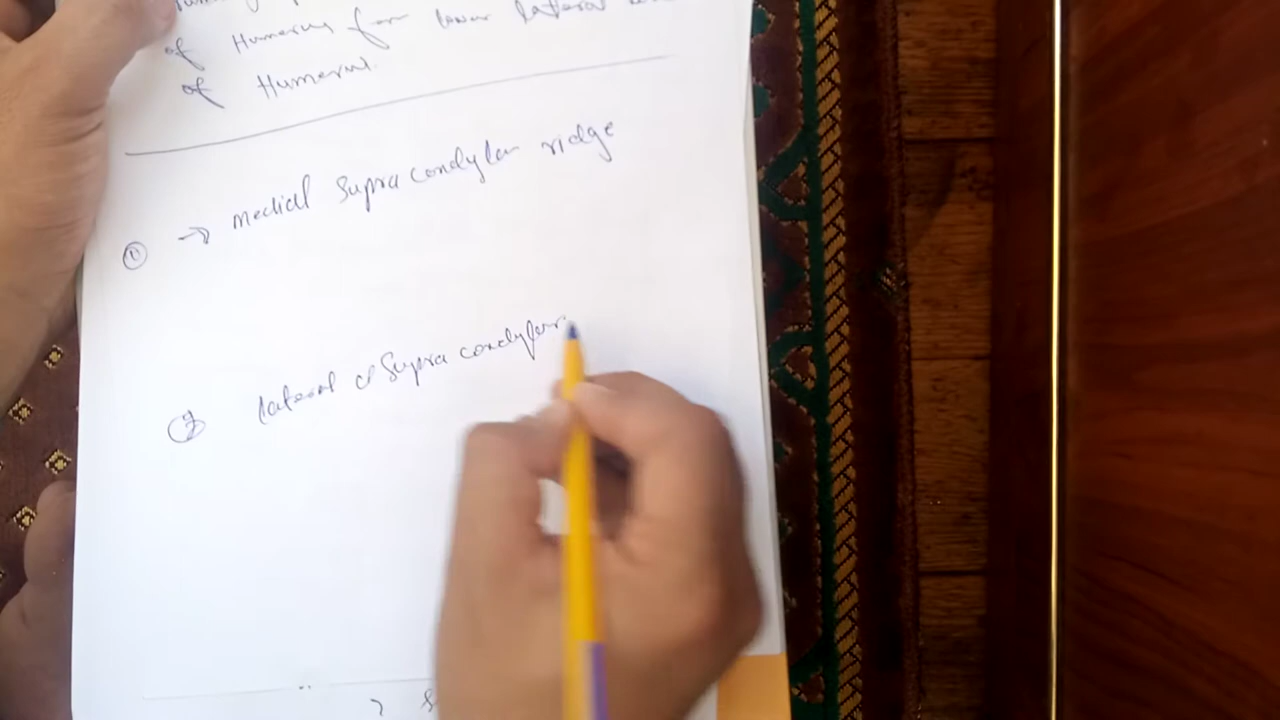 of Humerus for lower lateral
of Humerus.
① → medial Supra condylar ridge
② lateral Supra condylar